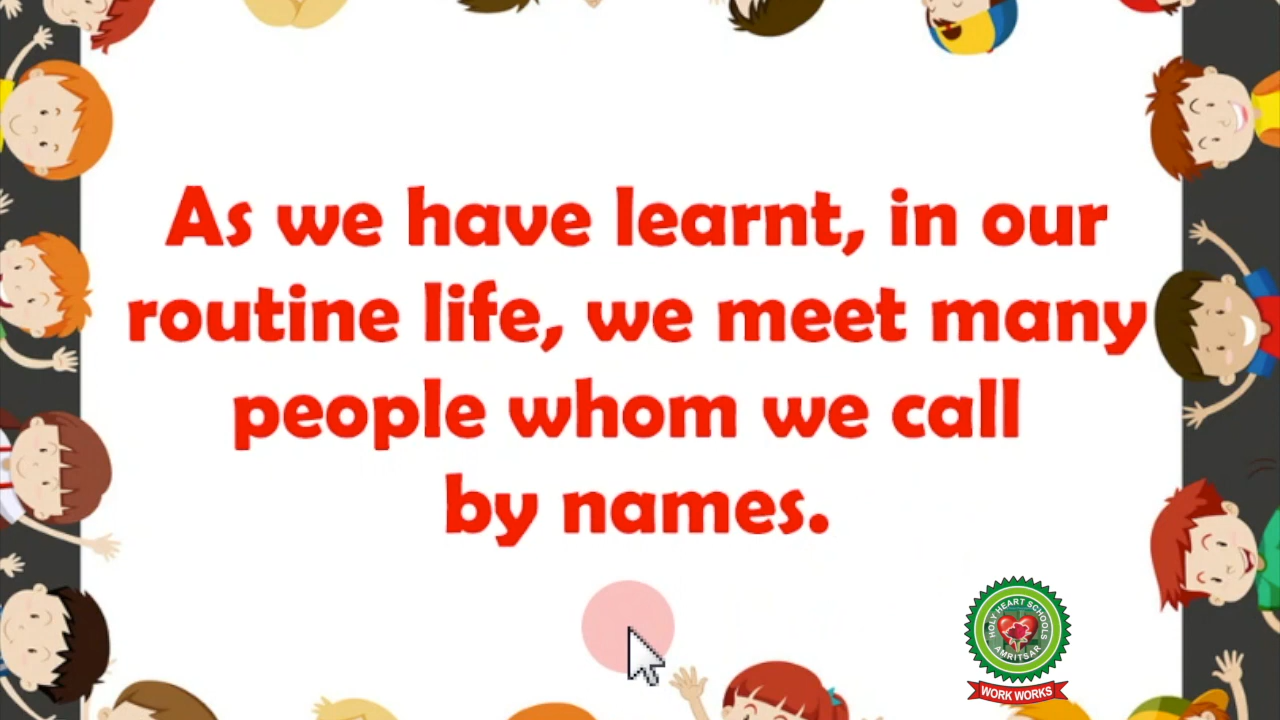 As we have learnt, in our
routine life, we meet many
people whom we call
by names.
HOLY HEART SCHOOLS
AMRITSAR
WORK WORKS